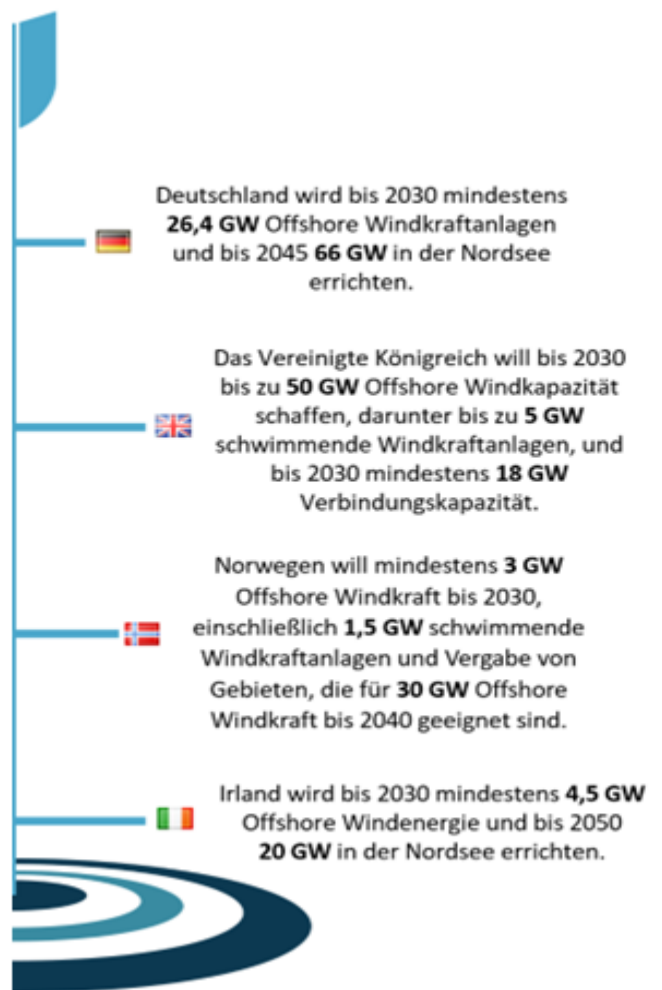 Deutschland wird bis 2030 mindestens
26,4 GW Offshore Windkraftanlagen
und bis 2045 66 GW in der Nordsee
errichten.
Das Vereinigte Königreich will bis 2030
bis zu 50 GW Offshore Windkapazität
schaffen, darunter bis zu 5 GW
schwimmende Windkraftanlagen, und
bis 2030 mindestens 18 GW
Verbindungskapazität.
Norwegen will mindestens 3 GW
Offshore Windkraft bis 2030,
einschließlich 1,5 GW schwimmende
Windkraftanlagen und Vergabe von
Gebieten, die für 30 GW Offshore
Windkraft bis 2040 geeignet sind.
Irland wird bis 2030 mindestens 4,5 GW
Offshore Windenergie und bis 2050
20 GW in der Nordsee errichten.